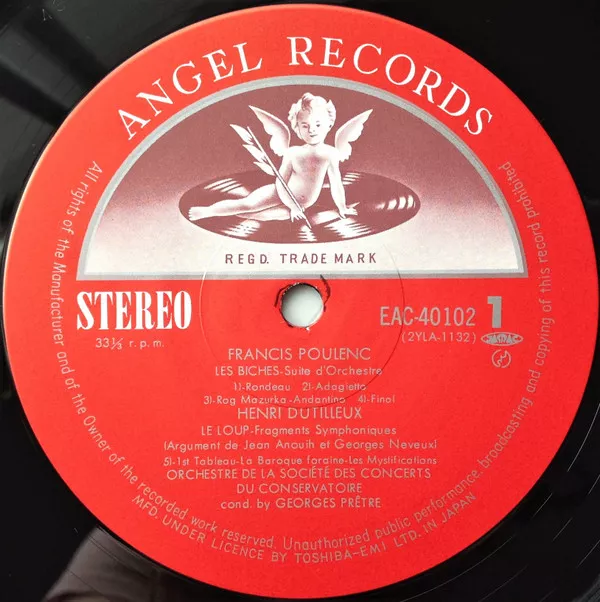 ANGEL RECORDS
REGD. TRADE MARK
STEREO
33⅓ r.p.m.
EAC-40102 1
(2YLA-1132)
JASRAC
FRANCIS POULENC
LES BICHES-Suite d'Orchestre
1)-Randeau 2)-Adagietto
3)-Rag Mazurka-Andantino 4)-Final
HENRI DUTILLEUX
LE LOUP-Fragments Symphoniques
(Argument de Jean Anouih et Georges Neveux)
5)-1st Tableau-La Baraque foraine-Les Mystifications
ORCHESTRE DE LA SOCIÉTÉ DES CONCERTS
DU CONSERVATOIRE
cond. by GEORGES PRÊTRE
All rights of the Manufacturer and of the Owner of the recorded work reserved. Unauthorized public performance, broadcasting and copying of this record prohibited
MFD. UNDER LICENCE BY TOSHIBA-EMI LTD. IN JAPAN